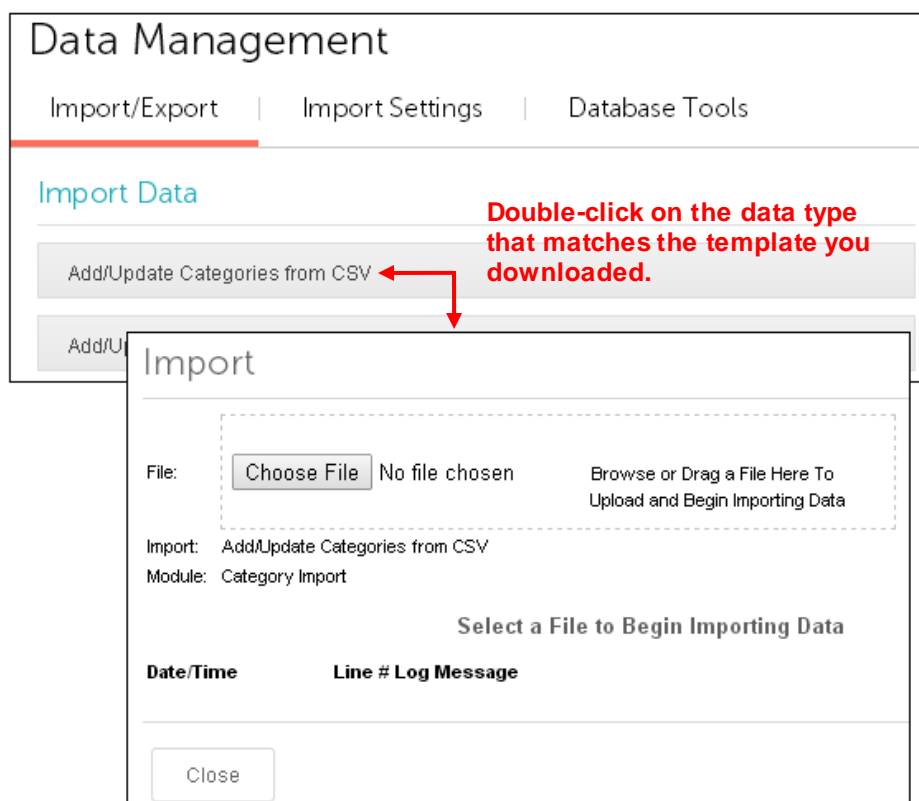 Data Management
Import/Export | Import Settings | Database Tools
Import Data
Double-click on the data type
that matches the template you
downloaded.
Add/Update Categories from CSV
Import
File: Choose File No file chosen Browse or Drag a File Here To
Upload and Begin Importing Data
Import: Add/Update Categories from CSV
Module: Category Import
Select a File to Begin Importing Data
Date/Time Line # Log Message
Close